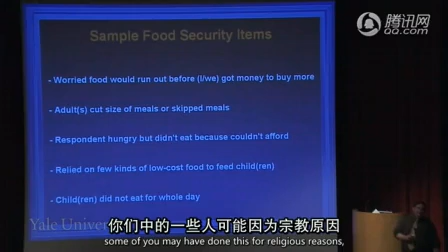 腾讯网
QQ.com
Sample Food Security Items
- Worried food would run out before (I/we) got money to buy more
- Adult(s) cut size of meals or skipped meals
- Respondent hungry but didn't eat because couldn't afford
- Relied on few kinds of low-cost food to feed child(ren)
- Child(ren) did not eat for whole day
Yale Univer
你们中的一些人可能因为宗教原因
some of you may have done this for religious reasons,